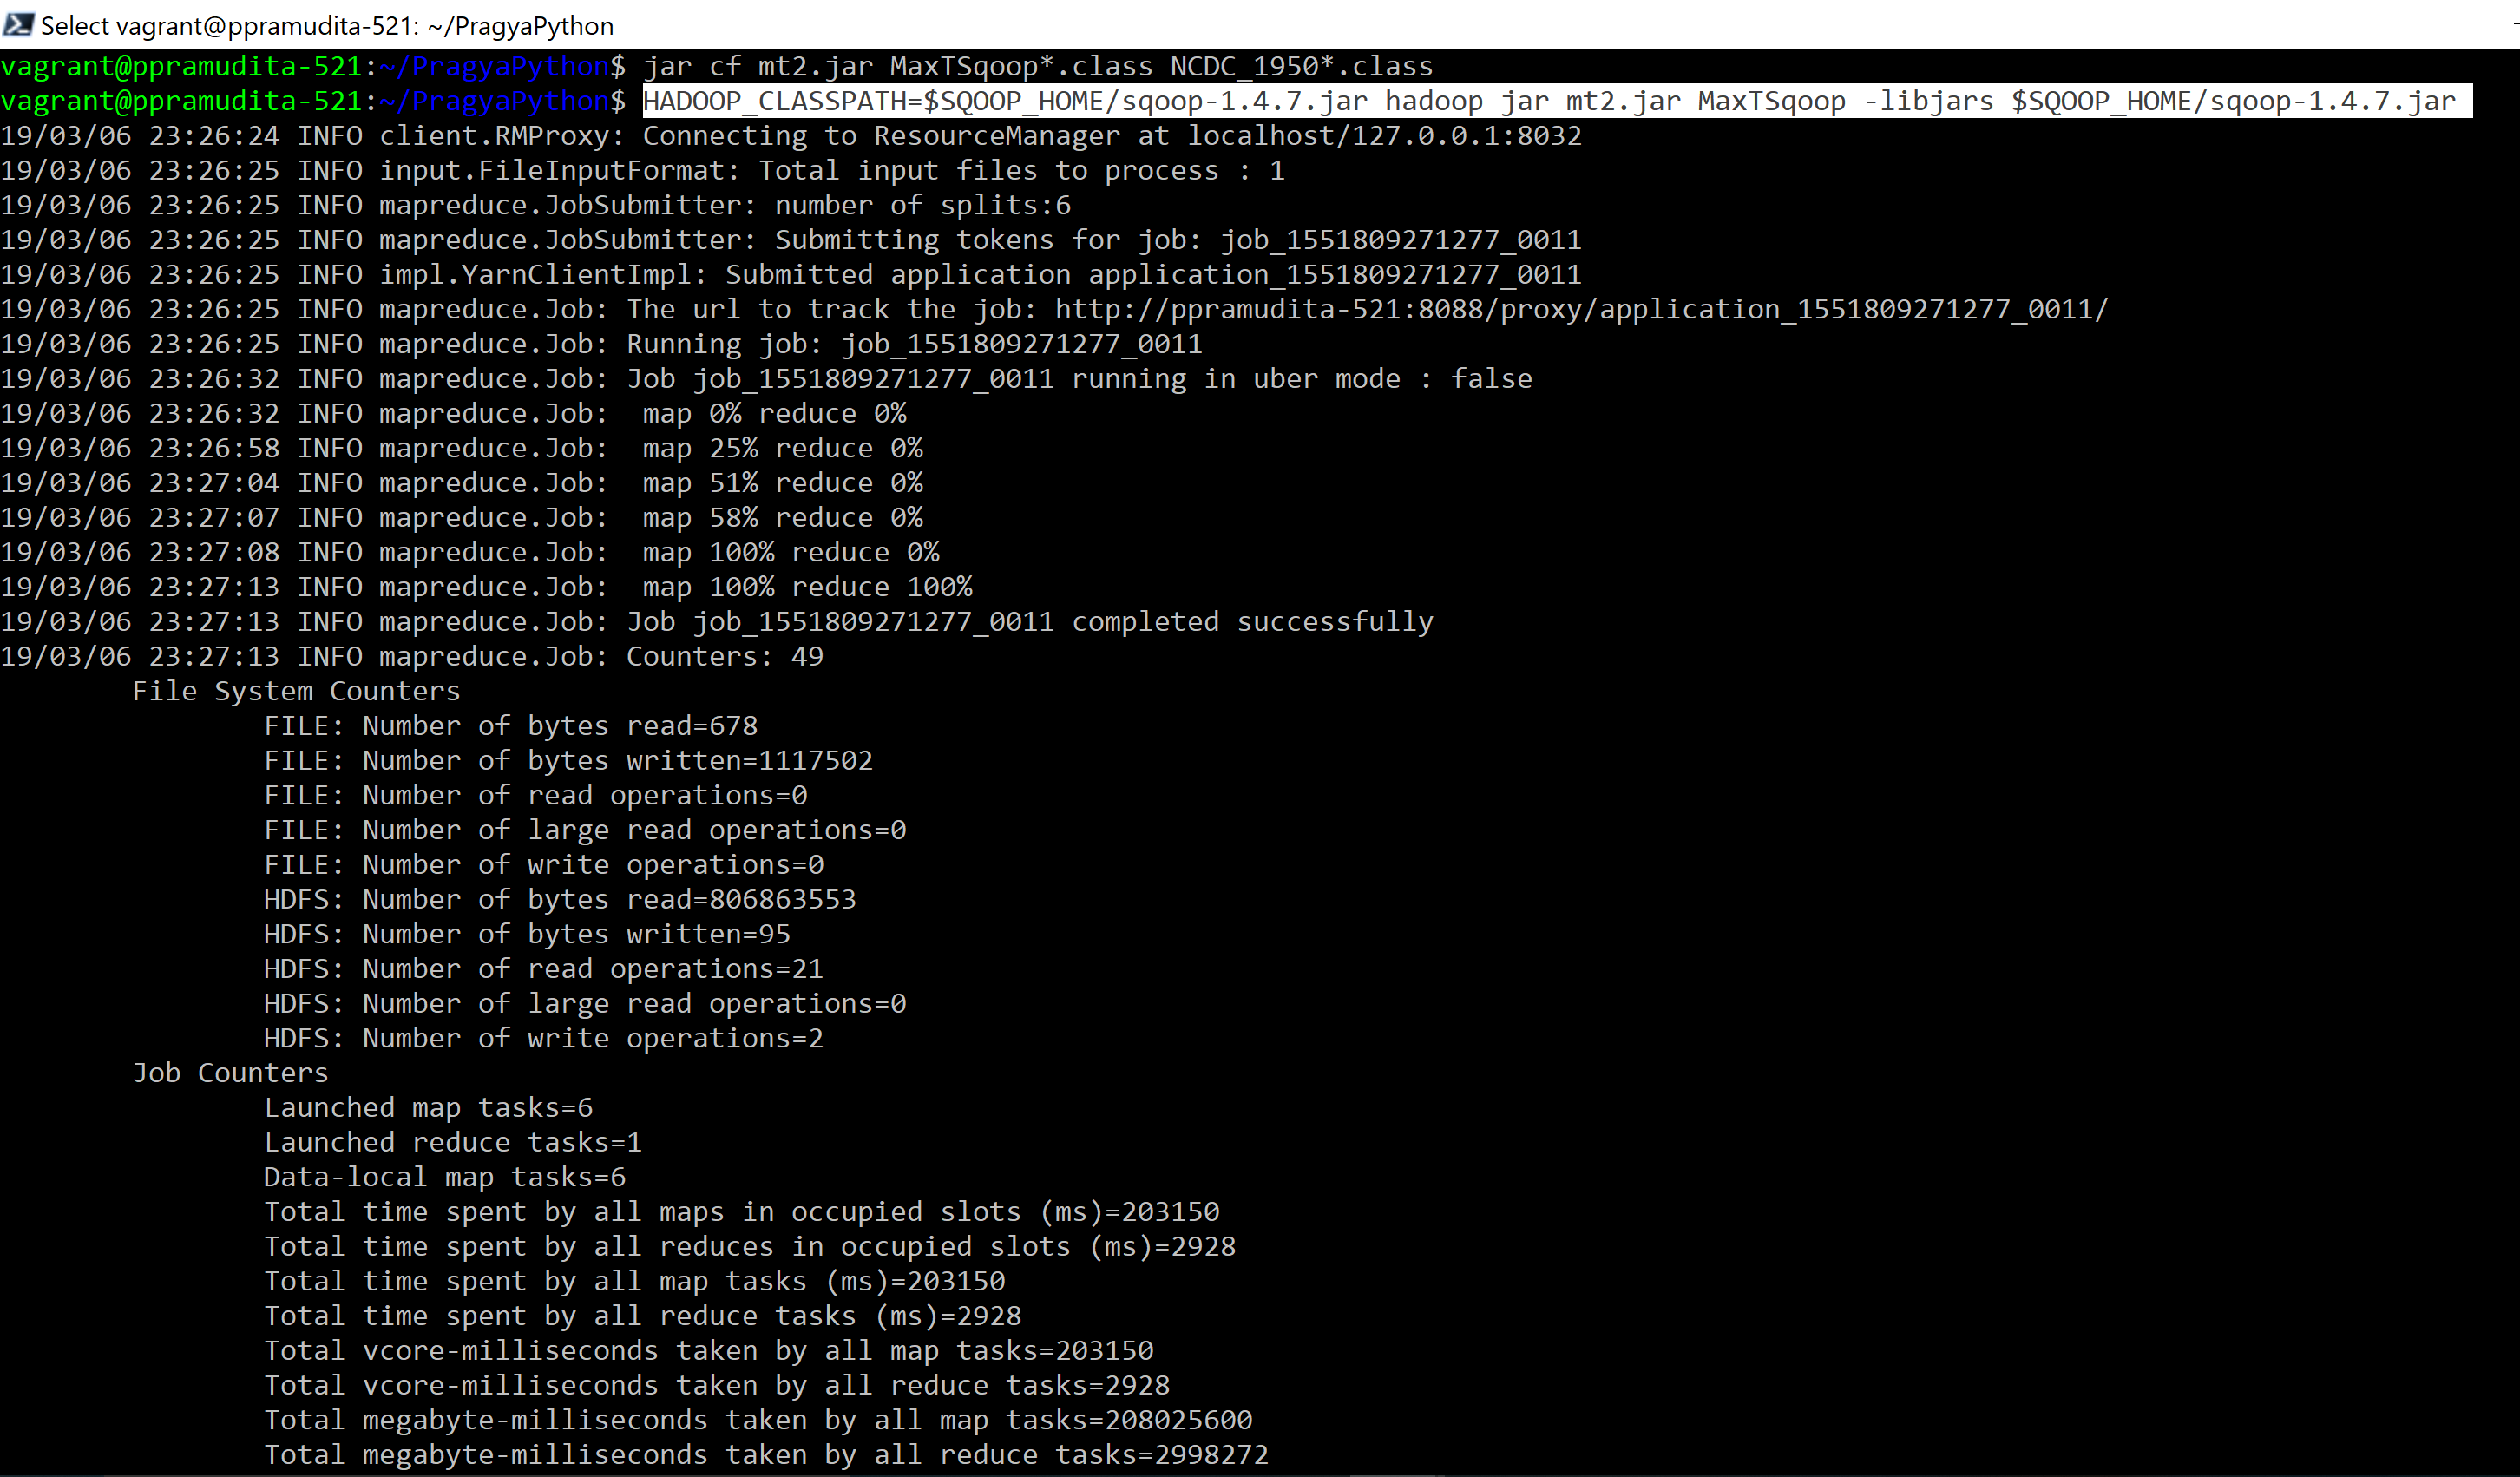 Select vagrant@ppramudita-521: ~/PragyaPython
vagrant@ppramudita-521:~/PragyaPython$ jar cf mt2.jar MaxTSqoop*.class NCDC_1950*.class
vagrant@ppramudita-521:~/PragyaPython$ HADOOP_CLASSPATH=$SQOOP_HOME/sqoop-1.4.7.jar hadoop jar mt2.jar MaxTSqoop -libjars $SQOOP_HOME/sqoop-1.4.7.jar
19/03/06 23:26:24 INFO client.RMProxy: Connecting to ResourceManager at localhost/127.0.0.1:8032
19/03/06 23:26:25 INFO input.FileInputFormat: Total input files to process : 1
19/03/06 23:26:25 INFO mapreduce.JobSubmitter: number of splits:6
19/03/06 23:26:25 INFO mapreduce.JobSubmitter: Submitting tokens for job: job_1551809271277_0011
19/03/06 23:26:25 INFO impl.YarnClientImpl: Submitted application application_1551809271277_0011
19/03/06 23:26:25 INFO mapreduce.Job: The url to track the job: http://ppramudita-521:8088/proxy/application_1551809271277_0011/
19/03/06 23:26:25 INFO mapreduce.Job: Running job: job_1551809271277_0011
19/03/06 23:26:32 INFO mapreduce.Job: Job job_1551809271277_0011 running in uber mode : false
19/03/06 23:26:32 INFO mapreduce.Job:  map 0% reduce 0%
19/03/06 23:26:58 INFO mapreduce.Job:  map 25% reduce 0%
19/03/06 23:27:04 INFO mapreduce.Job:  map 51% reduce 0%
19/03/06 23:27:07 INFO mapreduce.Job:  map 58% reduce 0%
19/03/06 23:27:08 INFO mapreduce.Job:  map 100% reduce 0%
19/03/06 23:27:13 INFO mapreduce.Job:  map 100% reduce 100%
19/03/06 23:27:13 INFO mapreduce.Job: Job job_1551809271277_0011 completed successfully
19/03/06 23:27:13 INFO mapreduce.Job: Counters: 49
File System Counters
FILE: Number of bytes read=678
FILE: Number of bytes written=1117502
FILE: Number of read operations=0
FILE: Number of large read operations=0
FILE: Number of write operations=0
HDFS: Number of bytes read=806863553
HDFS: Number of bytes written=95
HDFS: Number of read operations=21
HDFS: Number of large read operations=0
HDFS: Number of write operations=2
Job Counters
Launched map tasks=6
Launched reduce tasks=1
Data-local map tasks=6
Total time spent by all maps in occupied slots (ms)=203150
Total time spent by all reduces in occupied slots (ms)=2928
Total time spent by all map tasks (ms)=203150
Total time spent by all reduce tasks (ms)=2928
Total vcore-milliseconds taken by all map tasks=203150
Total vcore-milliseconds taken by all reduce tasks=2928
Total megabyte-milliseconds taken by all map tasks=208025600
Total megabyte-milliseconds taken by all reduce tasks=2998272